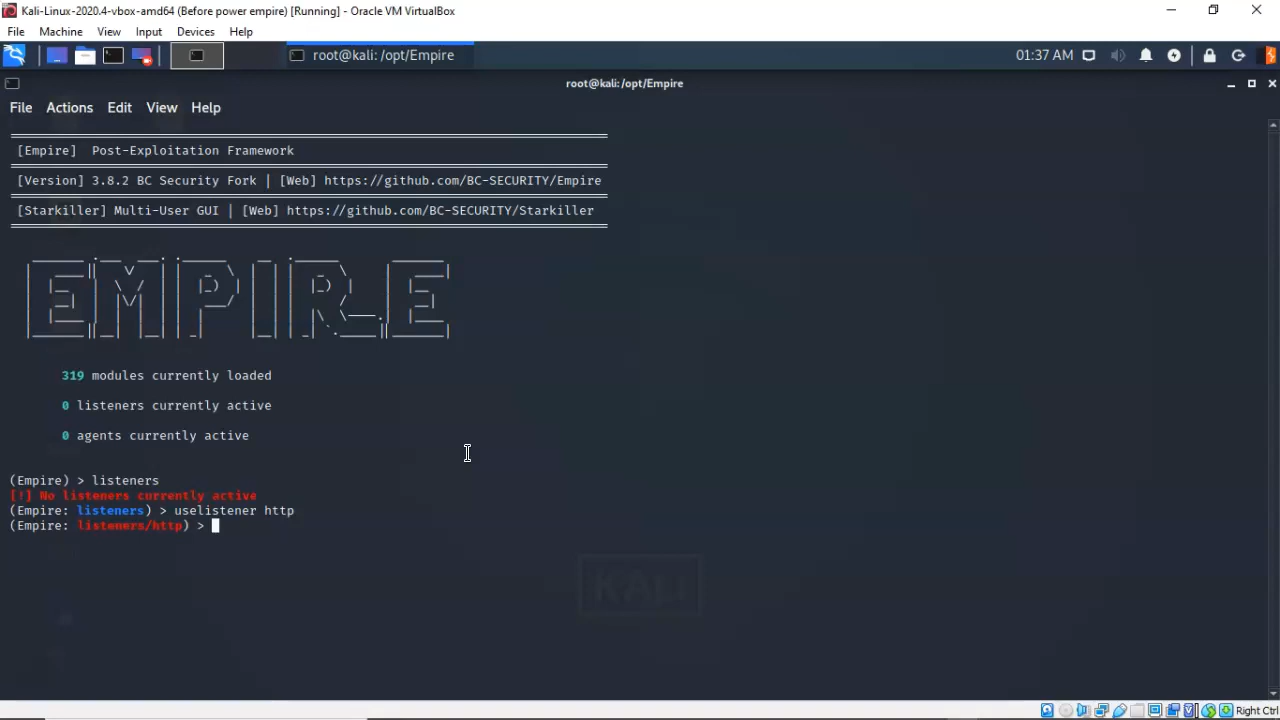 Kali-Linux-2020.4-vbox-amd64 (Before power empire) [Running] - Oracle VM VirtualBox
File Machine View Input Devices Help
root@kali: /opt/Empire 01:37 AM
root@kali: /opt/Empire
File Actions Edit View Help
[Empire] Post-Exploitation Framework
[Version] 3.8.2 BC Security Fork | [Web] https://github.com/BC-SECURITY/Empire
[Starkiller] Multi-User GUI | [Web] https://github.com/BC-SECURITY/Starkiller
EMPIRE
319 modules currently loaded
0 listeners currently active
0 agents currently active
(Empire) > listeners
[!] No listeners currently active
(Empire: listeners) > uselistener http
(Empire: listeners/http) >
KALI
Right Ctrl